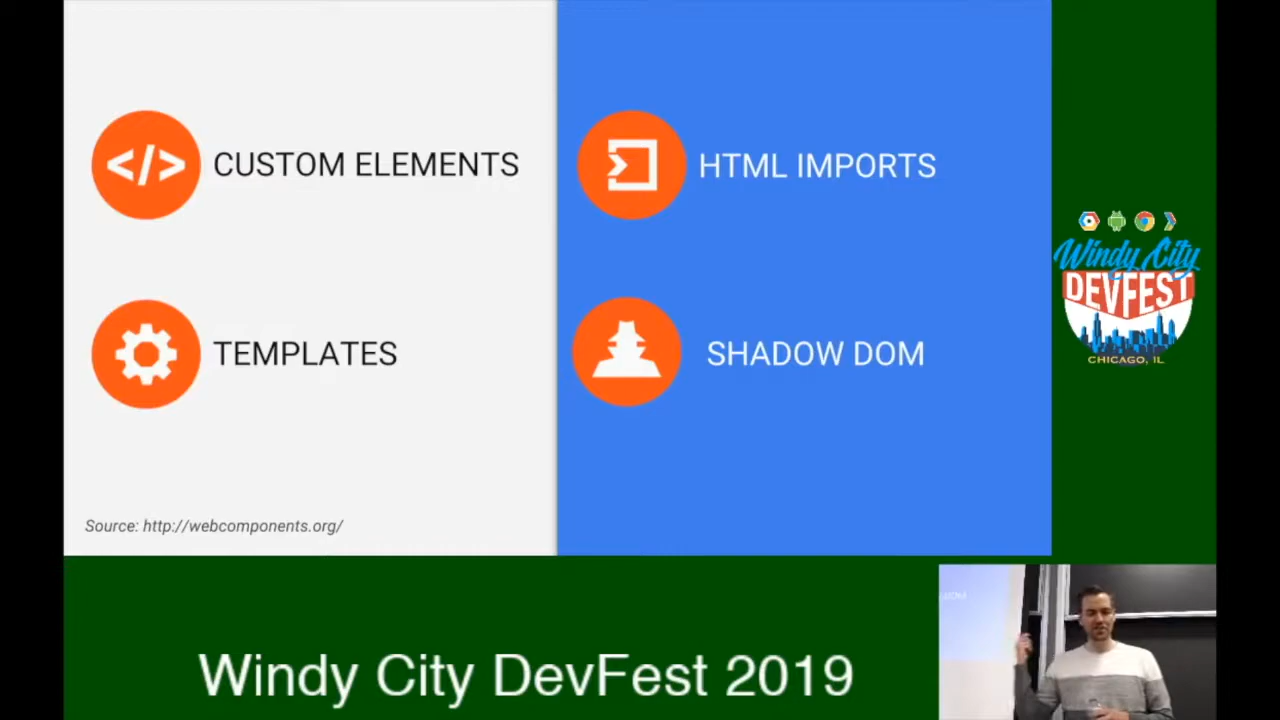 CUSTOM ELEMENTS
HTML IMPORTS
TEMPLATES
SHADOW DOM
Source: http://webcomponents.org/
Windy City
DEVFEST
CHICAGO, IL
Windy City DevFest 2019